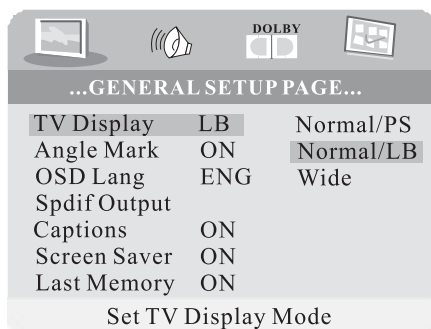 DOLBY
...GENERAL SETUP PAGE...
TV Display LB Normal/PS
Angle Mark ON Normal/LB
OSD Lang ENG Wide
Spdif Output
Captions ON
Screen Saver ON
Last Memory ON
Set TV Display Mode